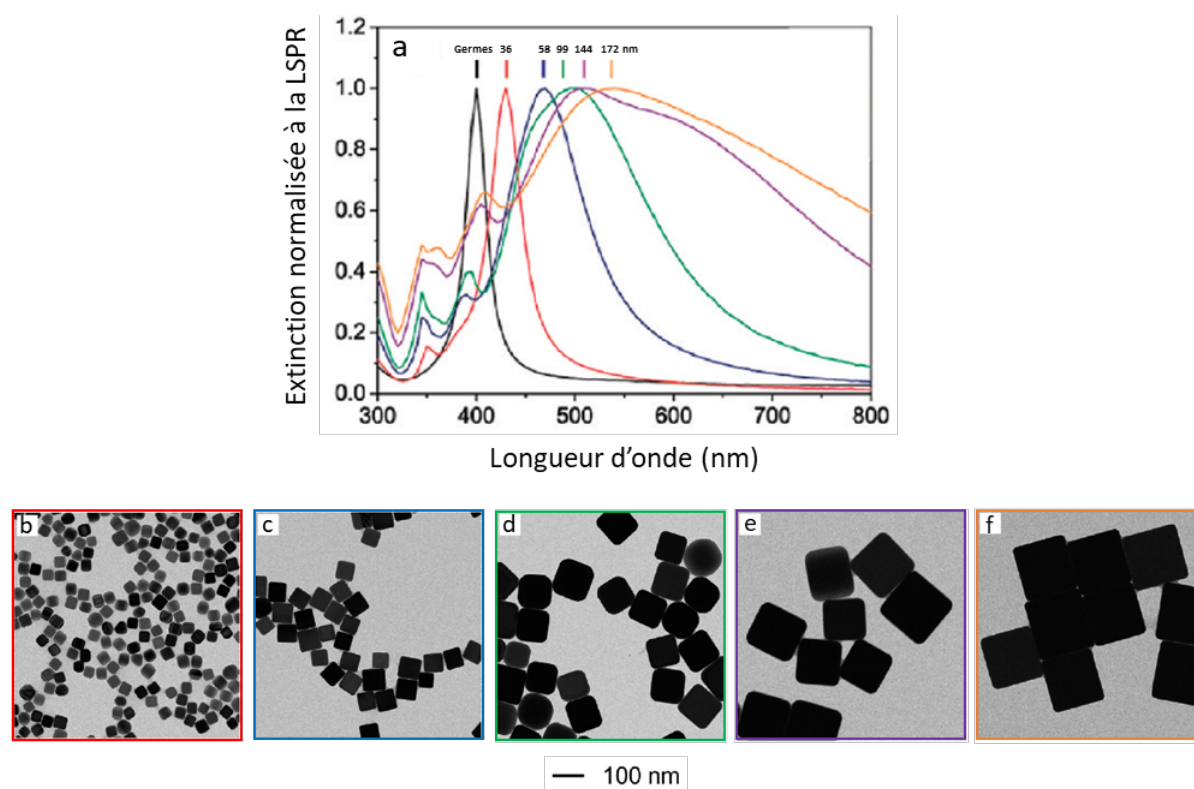 1.2
a
Germes 36 58 99 144 172 nm
1.0
0.8
0.6
0.4
0.2
0.0
300 400 500 600 700 800
Extinction normalisée à la LSPR
Longueur d'onde (nm)
b
c
d
e
f
100 nm